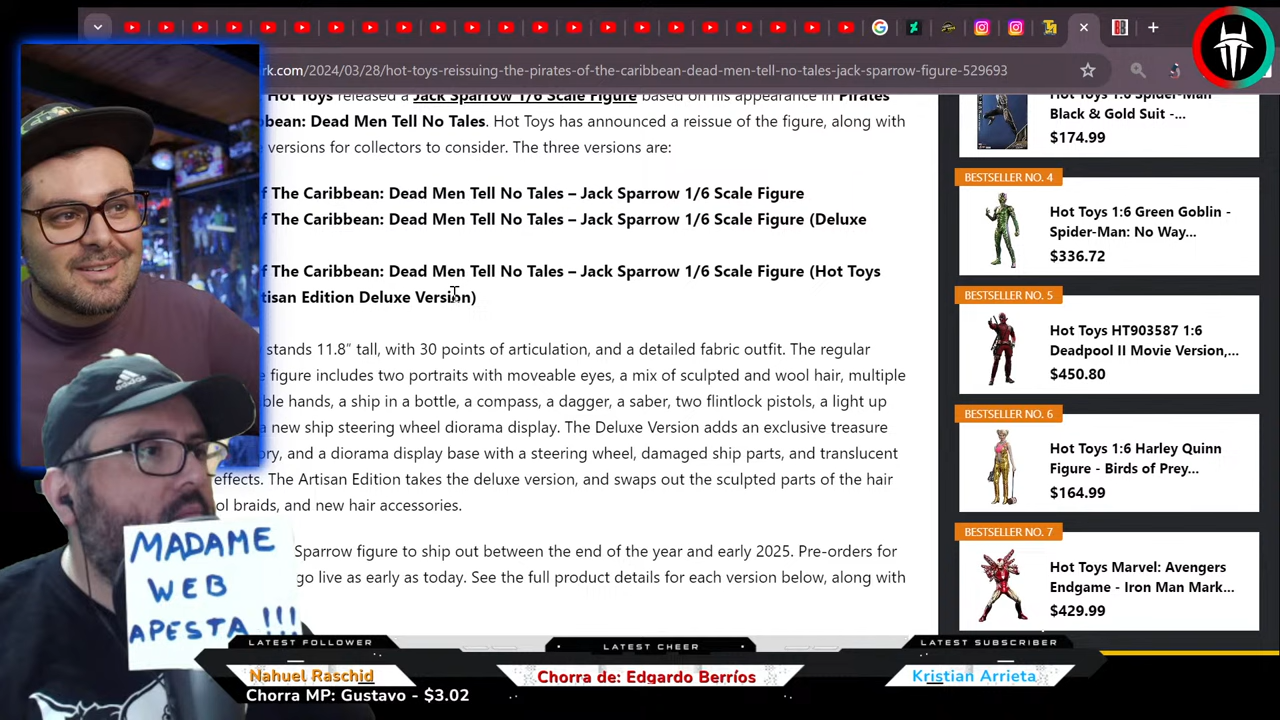 rk.com/2024/03/28/hot-toys-reissuing-the-pirates-of-the-caribbean-dead-men-tell-no-tales-jack-sparrow-figure-529693
Hot Toys released a Jack Sparrow 1/6 Scale Figure based on his appearance in Pirates
bean: Dead Men Tell No Tales. Hot Toys has announced a reissue of the figure, along with
versions for collectors to consider. The three versions are:
f The Caribbean: Dead Men Tell No Tales – Jack Sparrow 1/6 Scale Figure
f The Caribbean: Dead Men Tell No Tales – Jack Sparrow 1/6 Scale Figure (Deluxe
f The Caribbean: Dead Men Tell No Tales – Jack Sparrow 1/6 Scale Figure (Hot Toys
tisan Edition Deluxe Version)
stands 11.8” tall, with 30 points of articulation, and a detailed fabric outfit. The regular
figure includes two portraits with moveable eyes, a mix of sculpted and wool hair, multiple
ble hands, a ship in a bottle, a compass, a dagger, a saber, two flintlock pistols, a light up
a new ship steering wheel diorama display. The Deluxe Version adds an exclusive treasure
ory, and a diorama display base with a steering wheel, damaged ship parts, and translucent
effects. The Artisan Edition takes the deluxe version, and swaps out the sculpted parts of the hair
ol braids, and new hair accessories.
Sparrow figure to ship out between the end of the year and early 2025. Pre-orders for
go live as early as today. See the full product details for each version below, along with
Hot Toys 1:6 Spider-Man
Black & Gold Suit -...
$174.99
BESTSELLER NO. 4
Hot Toys 1:6 Green Goblin -
Spider-Man: No Way...
$336.72
BESTSELLER NO. 5
Hot Toys HT903587 1:6
Deadpool II Movie Version,...
$450.80
BESTSELLER NO. 6
Hot Toys 1:6 Harley Quinn
Figure - Birds of Prey...
$164.99
BESTSELLER NO. 7
Hot Toys Marvel: Avengers
Endgame - Iron Man Mark...
$429.99
adidas
MADAME
WEB
APESTA!!!
LATEST FOLLOWER
Nahuel Raschid
LATEST CHEER
Chorra de: Edgardo Berríos
LATEST SUBSCRIBER
Kristian Arrieta
Chorra MP: Gustavo - $3.02